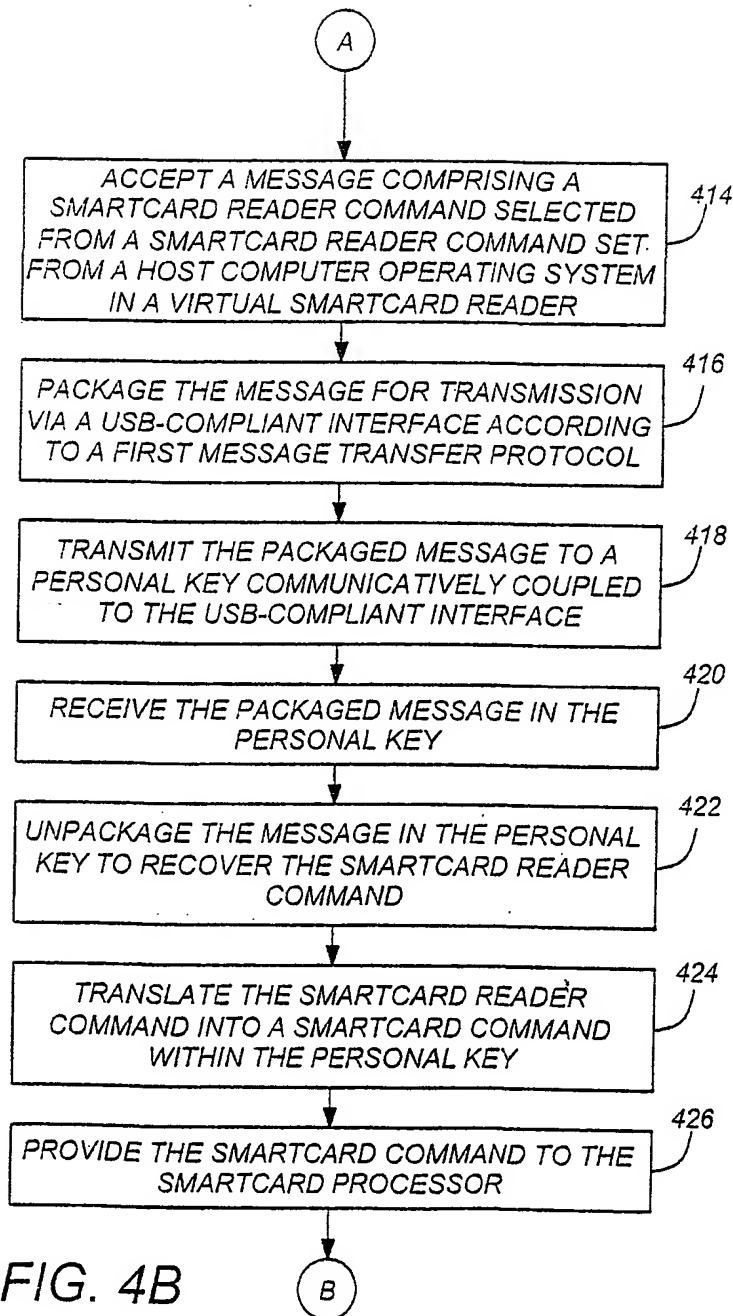 A
ACCEPT A MESSAGE COMPRISING A
SMARTCARD READER COMMAND SELECTED
FROM A SMARTCARD READER COMMAND SET
FROM A HOST COMPUTER OPERATING SYSTEM
IN A VIRTUAL SMARTCARD READER
414
PACKAGE THE MESSAGE FOR TRANSMISSION
VIA A USB-COMPLIANT INTERFACE ACCORDING
TO A FIRST MESSAGE TRANSFER PROTOCOL
416
TRANSMIT THE PACKAGED MESSAGE TO A
PERSONAL KEY COMMUNICATIVELY COUPLED
TO THE USB-COMPLIANT INTERFACE
418
RECEIVE THE PACKAGED MESSAGE IN THE
PERSONAL KEY
420
UNPACKAGE THE MESSAGE IN THE PERSONAL
KEY TO RECOVER THE SMARTCARD READER
COMMAND
422
TRANSLATE THE SMARTCARD READER
COMMAND INTO A SMARTCARD COMMAND
WITHIN THE PERSONAL KEY
424
PROVIDE THE SMARTCARD COMMAND TO THE
SMARTCARD PROCESSOR
426
B
FIG. 4B